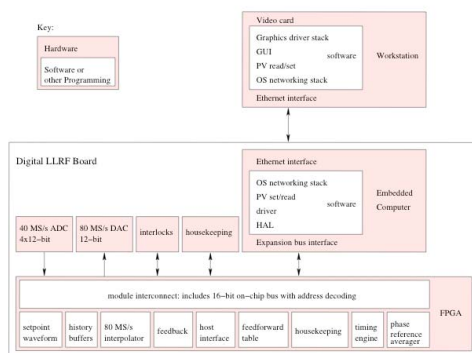 Key:
Hardware
Software or
other Programming
Video card
Graphics driver stack
GUI
software
PV read/set
OS networking stack
Workstation
Ethernet interface
Digital LLRF Board
Ethernet interface
OS networking stack
PV set/read
software
driver
HAL
Embedded
Computer
Expansion bus interface
40 MS/s ADC
4x12-bit
80 MS/s DAC
12-bit
interlocks
housekeeping
module interconnect: includes 16-bit on-chip bus with address decoding
FPGA
setpoint
waveform
history
buffers
80 MS/s
interpolator
feedback
host
interface
feedforward
table
housekeeping
timing
engine
phase
reference
averager